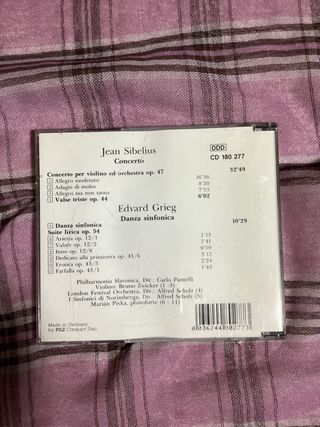 Jean Sibelius
Concerto
DDD
CD 180 277
Concerto per violino ed orchestra op. 47 32'49
1 Allegro moderato 16'56
2 Adagio di molto 8'20
3 Allegro ma non tanto 7'53
4 Valse triste op. 44 6'02
Edvard Grieg
Danza sinfonica
5 Danza sinfonica 10'29
Suite lirica op. 54
6 Arietta op. 12/1 1'13
7 Valzer op. 12/2 1'41
8 Inno op. 12/8 6'59
9 Dedicato alla primavera op. 43/6 3'12
10 Erotica op. 43/5 2'24
11 Farfalla op. 43/1 1'43
Philharmonia Slavonica, Dir.: Carlo Pantelli
Violino: Bruno Zwicker (1 -3)
London Festival Orchestra, Dir.: Alfred Scholz (4)
I Sinfonici di Norimberga, Dir.: Alfred Scholz (5)
Marián Pivka, pianoforte (6 - 11)
Made in Germany
by PILZ Compact Disc